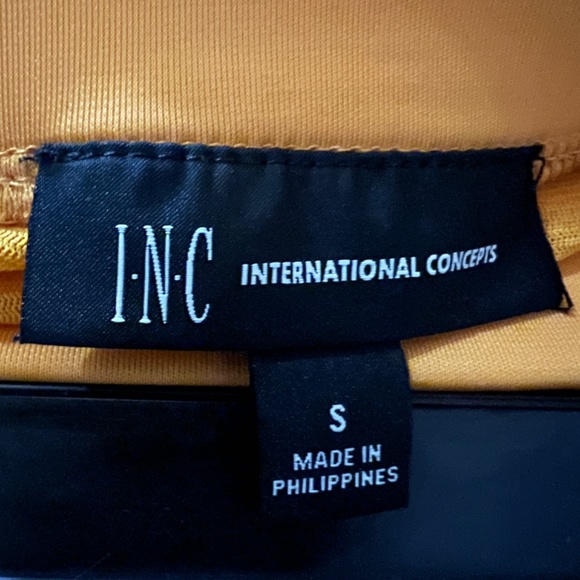 I·N·C INTERNATIONAL CONCEPTS
S
MADE IN
PHILIPPINES